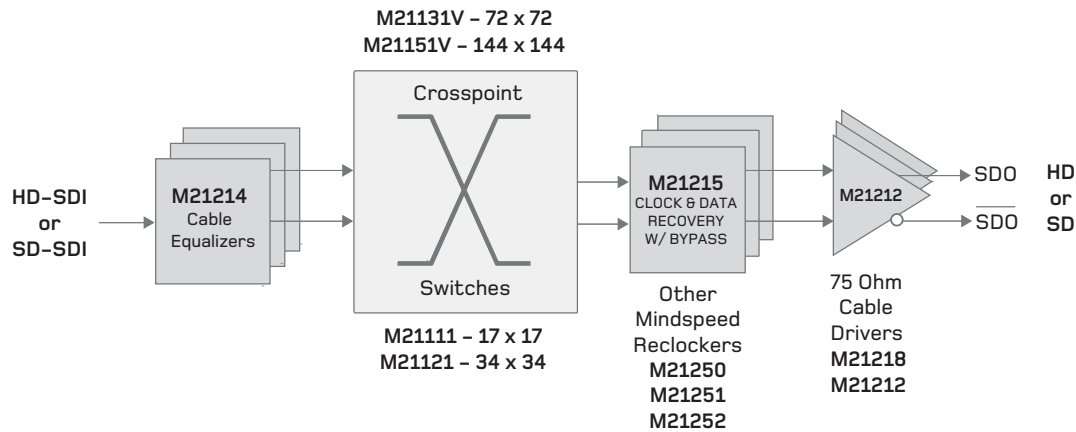 M21131V – 72 x 72
M21151V – 144 x 144
HD-SDI
or
SD-SDI
M21214
Cable
Equalizers
Crosspoint
Switches
M21111 – 17 x 17
M21121 – 34 x 34
M21215
CLOCK & DATA
RECOVERY
W/ BYPASS
Other
Mindspeed
Reclockers
M21250
M21251
M21252
M21212
75 Ohm
Cable
Drivers
M21218
M21212
SDO
SDO
HD
or
SD